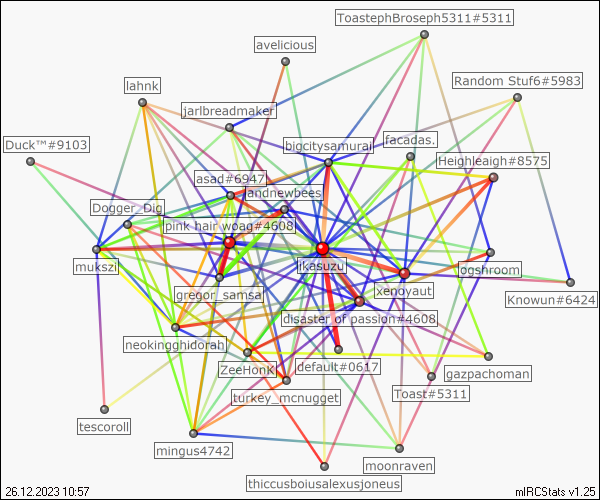 ToastephBroseph5311#5311
avelicious
Random Stuf6#5983
lahnk
jarlbreadmaker
Duck™#9103
bigcitysamurai
facadas.
Heighleaigh#8575
asad#6947
landnewbees
Dogger_Dig
pink hair woag#4608
mukszi
ikasuzu
ogshroom
gregor_samsa
xenoyaut
Knowun#6424
disaster of passion#4608
neokingghidorah
ZeeHonK
default#0617
gazpachoman
turkey_mcnugget
Toast#5311
tescoroll
mingus4742
moonraven
thiccusboiusalexusjoneus
26.12.2023 10:57
mIRCStats v1.25